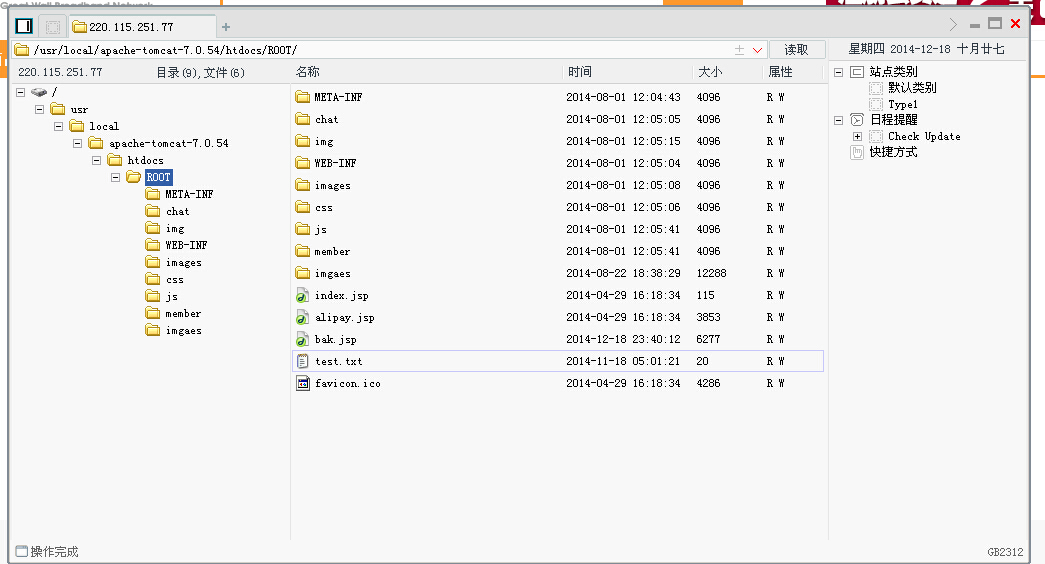 Great Wall Broadband Network
220.115.251.77
/usr/local/apache-tomcat-7.0.54/htdocs/ROOT/
读取
星期四 2014-12-18 十月廿七
220.115.251.77 目录(9),文件(6)
名称 时间 大小 属性
/
usr
local
apache-tomcat-7.0.54
htdocs
ROOT
META-INF
chat
img
WEB-INF
images
css
js
member
imgaes
META-INF 2014-08-01 12:04:43 4096 R W
chat 2014-08-01 12:05:05 4096 R W
img 2014-08-01 12:05:15 4096 R W
WEB-INF 2014-08-01 12:05:04 4096 R W
images 2014-08-01 12:05:08 4096 R W
css 2014-08-01 12:05:06 4096 R W
js 2014-08-01 12:05:41 4096 R W
member 2014-08-01 12:05:41 4096 R W
imgaes 2014-08-22 18:38:29 12288 R W
index.jsp 2014-04-29 16:18:34 115 R W
alipay.jsp 2014-04-29 16:18:34 3853 R W
bak.jsp 2014-12-18 23:40:12 6277 R W
test.txt 2014-11-18 05:01:21 20 R W
favicon.ico 2014-04-29 16:18:34 4286 R W
站点类别
默认类别
Type1
日程提醒
Check Update
快捷方式
操作完成
GB2312